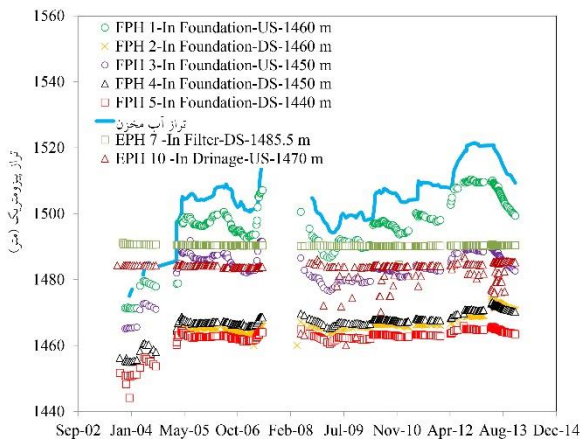 1560
1540
1520
1500
1480
1460
1440
تراز پیزومتریک (متر)
FPH 1-In Foundation-US-1460 m
FPH 2-In Foundation-DS-1460 m
FPH 3-In Foundation-US-1450 m
FPH 4-In Foundation-DS-1450 m
FPH 5-In Foundation-DS-1440 m
تراز آب مخزن
EPH 7 -In Filter-DS-1485.5 m
EPH 10 -In Drinage-US-1470 m
Sep-02 Jan-04 May-05 Oct-06 Feb-08 Jul-09 Nov-10 Apr-12 Aug-13 Dec-14